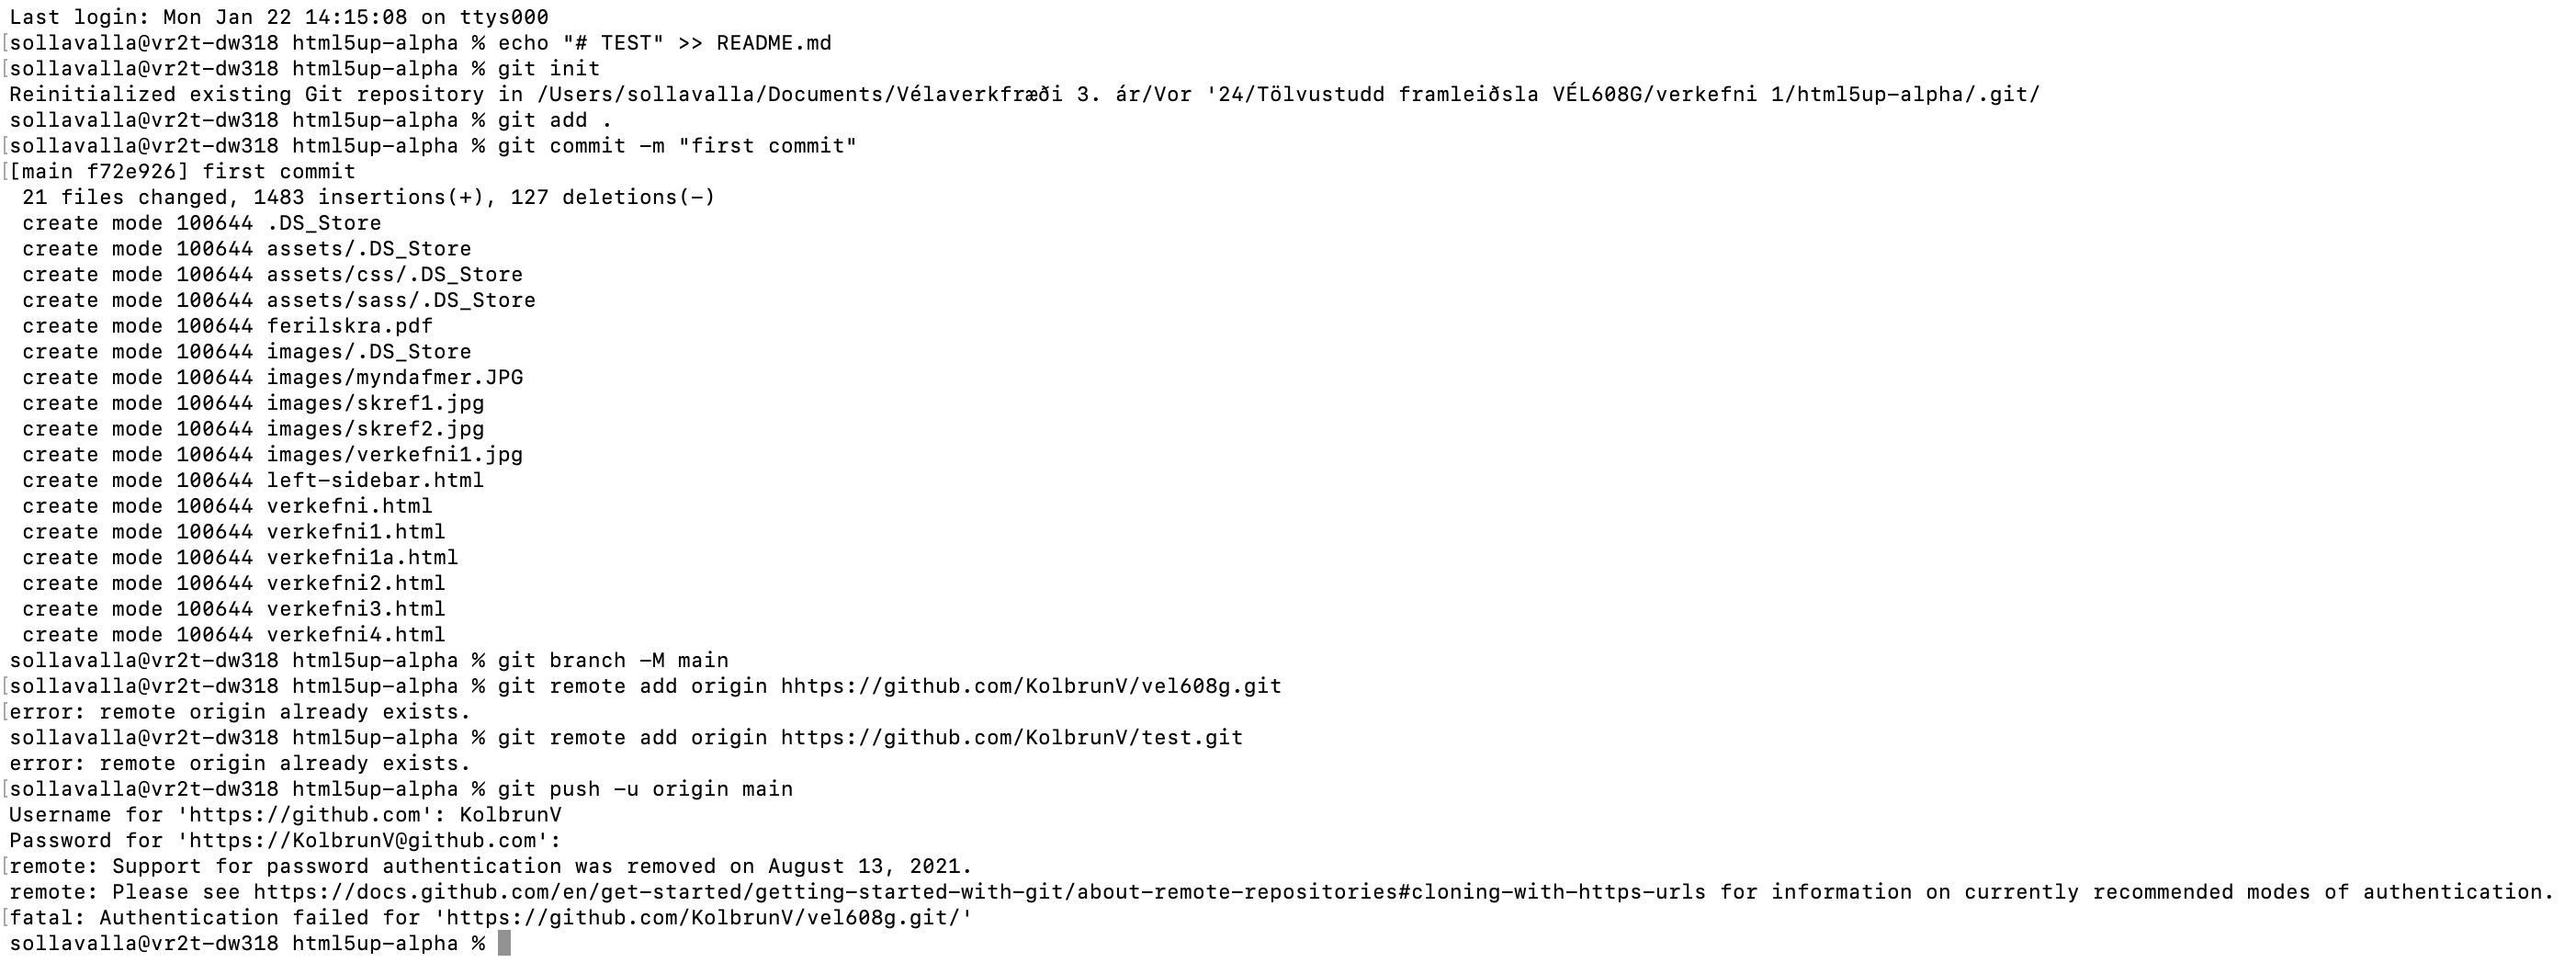 Last login: Mon Jan 22 14:15:08 on ttys000
[sollavalla@vr2t-dw318 html5up-alpha % echo "# TEST" >> README.md
[sollavalla@vr2t-dw318 html5up-alpha % git init
Reinitialized existing Git repository in /Users/sollavalla/Documents/Vélaverkfræði 3. ár/Vor '24/Tölvustudd framleiðsla VÉL608G/verkefni 1/html5up-alpha/.git/
sollavalla@vr2t-dw318 html5up-alpha % git add .
[sollavalla@vr2t-dw318 html5up-alpha % git commit -m "first commit"
[[main f72e926] first commit
21 files changed, 1483 insertions(+), 127 deletions(-)
create mode 100644 .DS_Store
create mode 100644 assets/.DS_Store
create mode 100644 assets/css/.DS_Store
create mode 100644 assets/sass/.DS_Store
create mode 100644 ferilskra.pdf
create mode 100644 images/.DS_Store
create mode 100644 images/myndafmer.JPG
create mode 100644 images/skref1.jpg
create mode 100644 images/skref2.jpg
create mode 100644 images/verkefni1.jpg
create mode 100644 left-sidebar.html
create mode 100644 verkefni.html
create mode 100644 verkefni1.html
create mode 100644 verkefni1a.html
create mode 100644 verkefni2.html
create mode 100644 verkefni3.html
create mode 100644 verkefni4.html
sollavalla@vr2t-dw318 html5up-alpha % git branch -M main
[sollavalla@vr2t-dw318 html5up-alpha % git remote add origin hhtps://github.com/KolbrunV/vel608g.git
[error: remote origin already exists.
sollavalla@vr2t-dw318 html5up-alpha % git remote add origin https://github.com/KolbrunV/test.git
error: remote origin already exists.
[sollavalla@vr2t-dw318 html5up-alpha % git push -u origin main
Username for 'https://github.com': KolbrunV
Password for 'https://KolbrunV@github.com':
[remote: Support for password authentication was removed on August 13, 2021.
remote: Please see https://docs.github.com/en/get-started/getting-started-with-git/about-remote-repositories#cloning-with-https-urls for information on currently recommended modes of authentication.
[fatal: Authentication failed for 'https://github.com/KolbrunV/vel608g.git/'
sollavalla@vr2t-dw318 html5up-alpha %